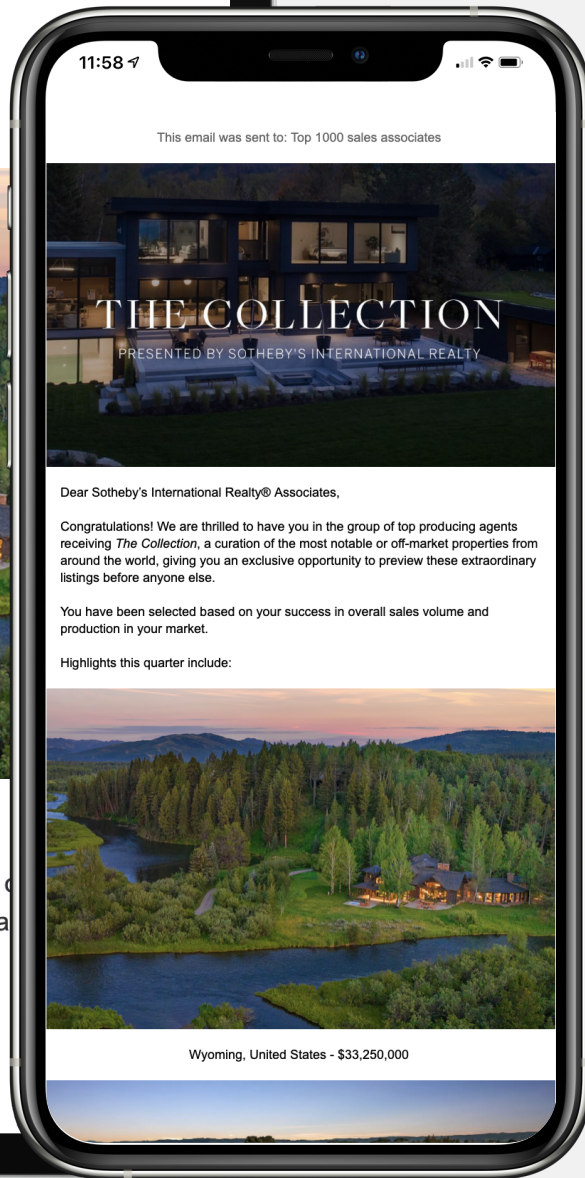 11:58
This email was sent to: Top 1000 sales associates
THE COLLECTION
PRESENTED BY SOTHEBY'S INTERNATIONAL REALTY
Dear Sotheby's International Realty® Associates,
Congratulations! We are thrilled to have you in the group of top producing agents
receiving The Collection, a curation of the most notable or off-market properties from
around the world, giving you an exclusive opportunity to preview these extraordinary
listings before anyone else.
You have been selected based on your success in overall sales volume and
production in your market.
Highlights this quarter include:
Wyoming, United States - $33,250,000